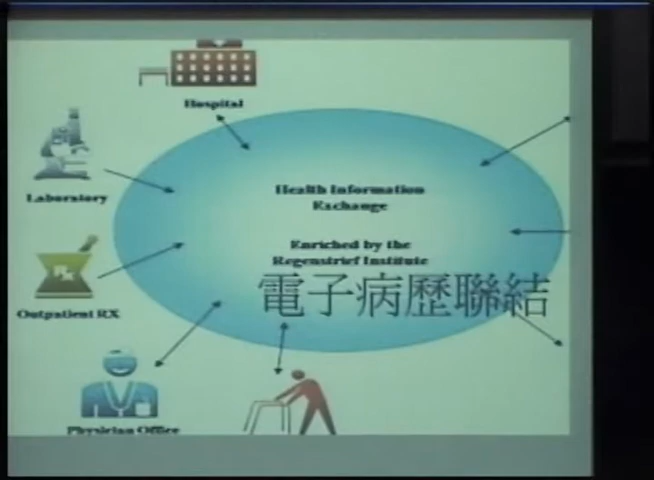 Hospital
Laboratory
Health Information
Exchange
Enriched by the
Regenstrief Institute
電子病歷聯結
RX
Outpatient RX
Physician Office